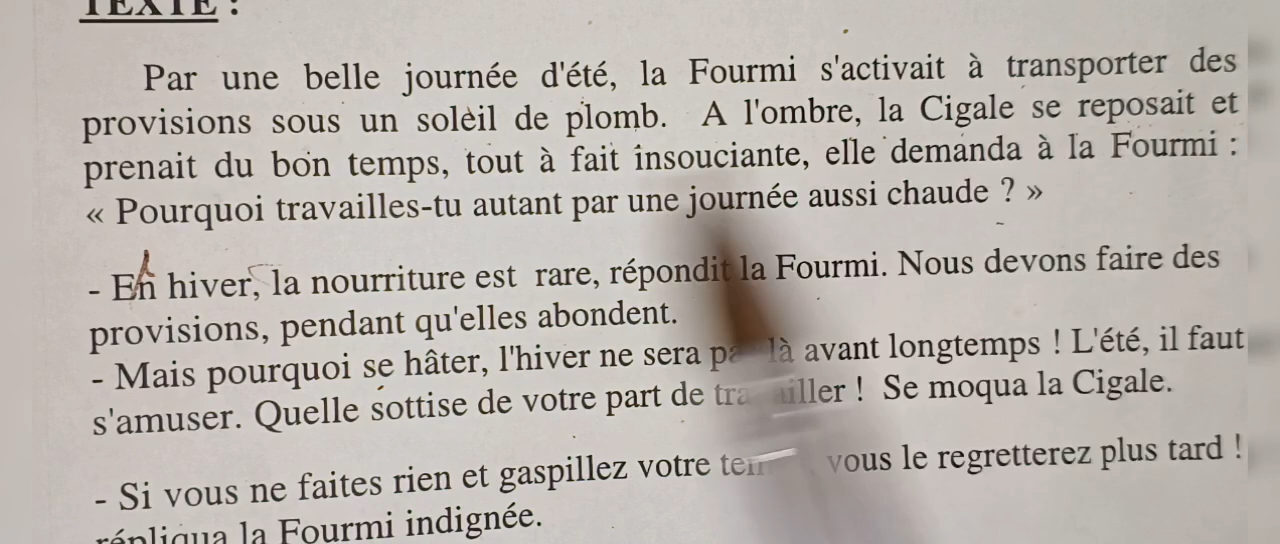 TEXTE :
Par une belle journée d'été, la Fourmi s'activait à transporter des
provisions sous un soleil de plomb. A l'ombre, la Cigale se reposait et
prenait du bon temps, tout à fait insouciante, elle demanda à la Fourmi :
« Pourquoi travailles-tu autant par une journée aussi chaude ? »
- En hiver, la nourriture est rare, répondit la Fourmi. Nous devons faire des
provisions, pendant qu'elles abondent.
- Mais pourquoi se hâter, l'hiver ne sera là avant longtemps ! L'été, il faut
s'amuser. Quelle sottise de votre part de ! Se moqua la Cigale.
- Si vous ne faites rien et gaspillez votre vous le regretterez plus tard !
répliqua la Fourmi indignée.